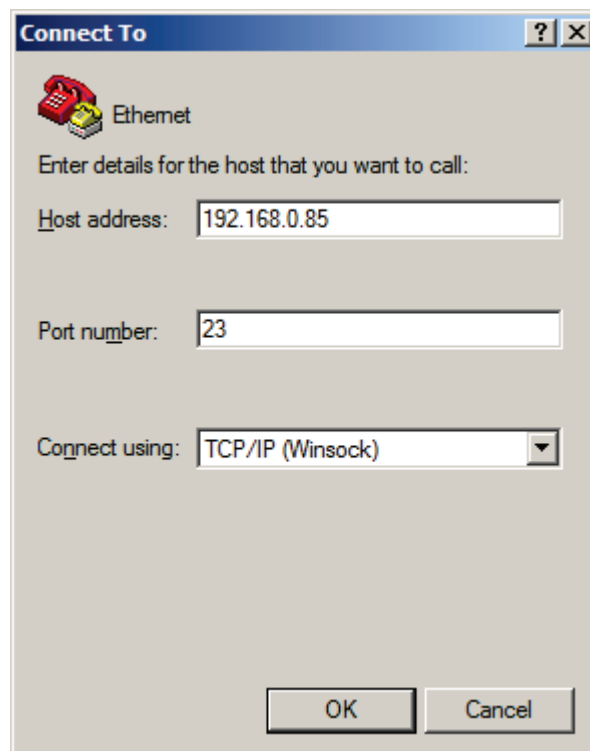 Connect To
Ethernet
Enter details for the host that you want to call:
Host address: 192.168.0.85
Port number: 23
Connect using: TCP/IP (Winsock)
OK Cancel